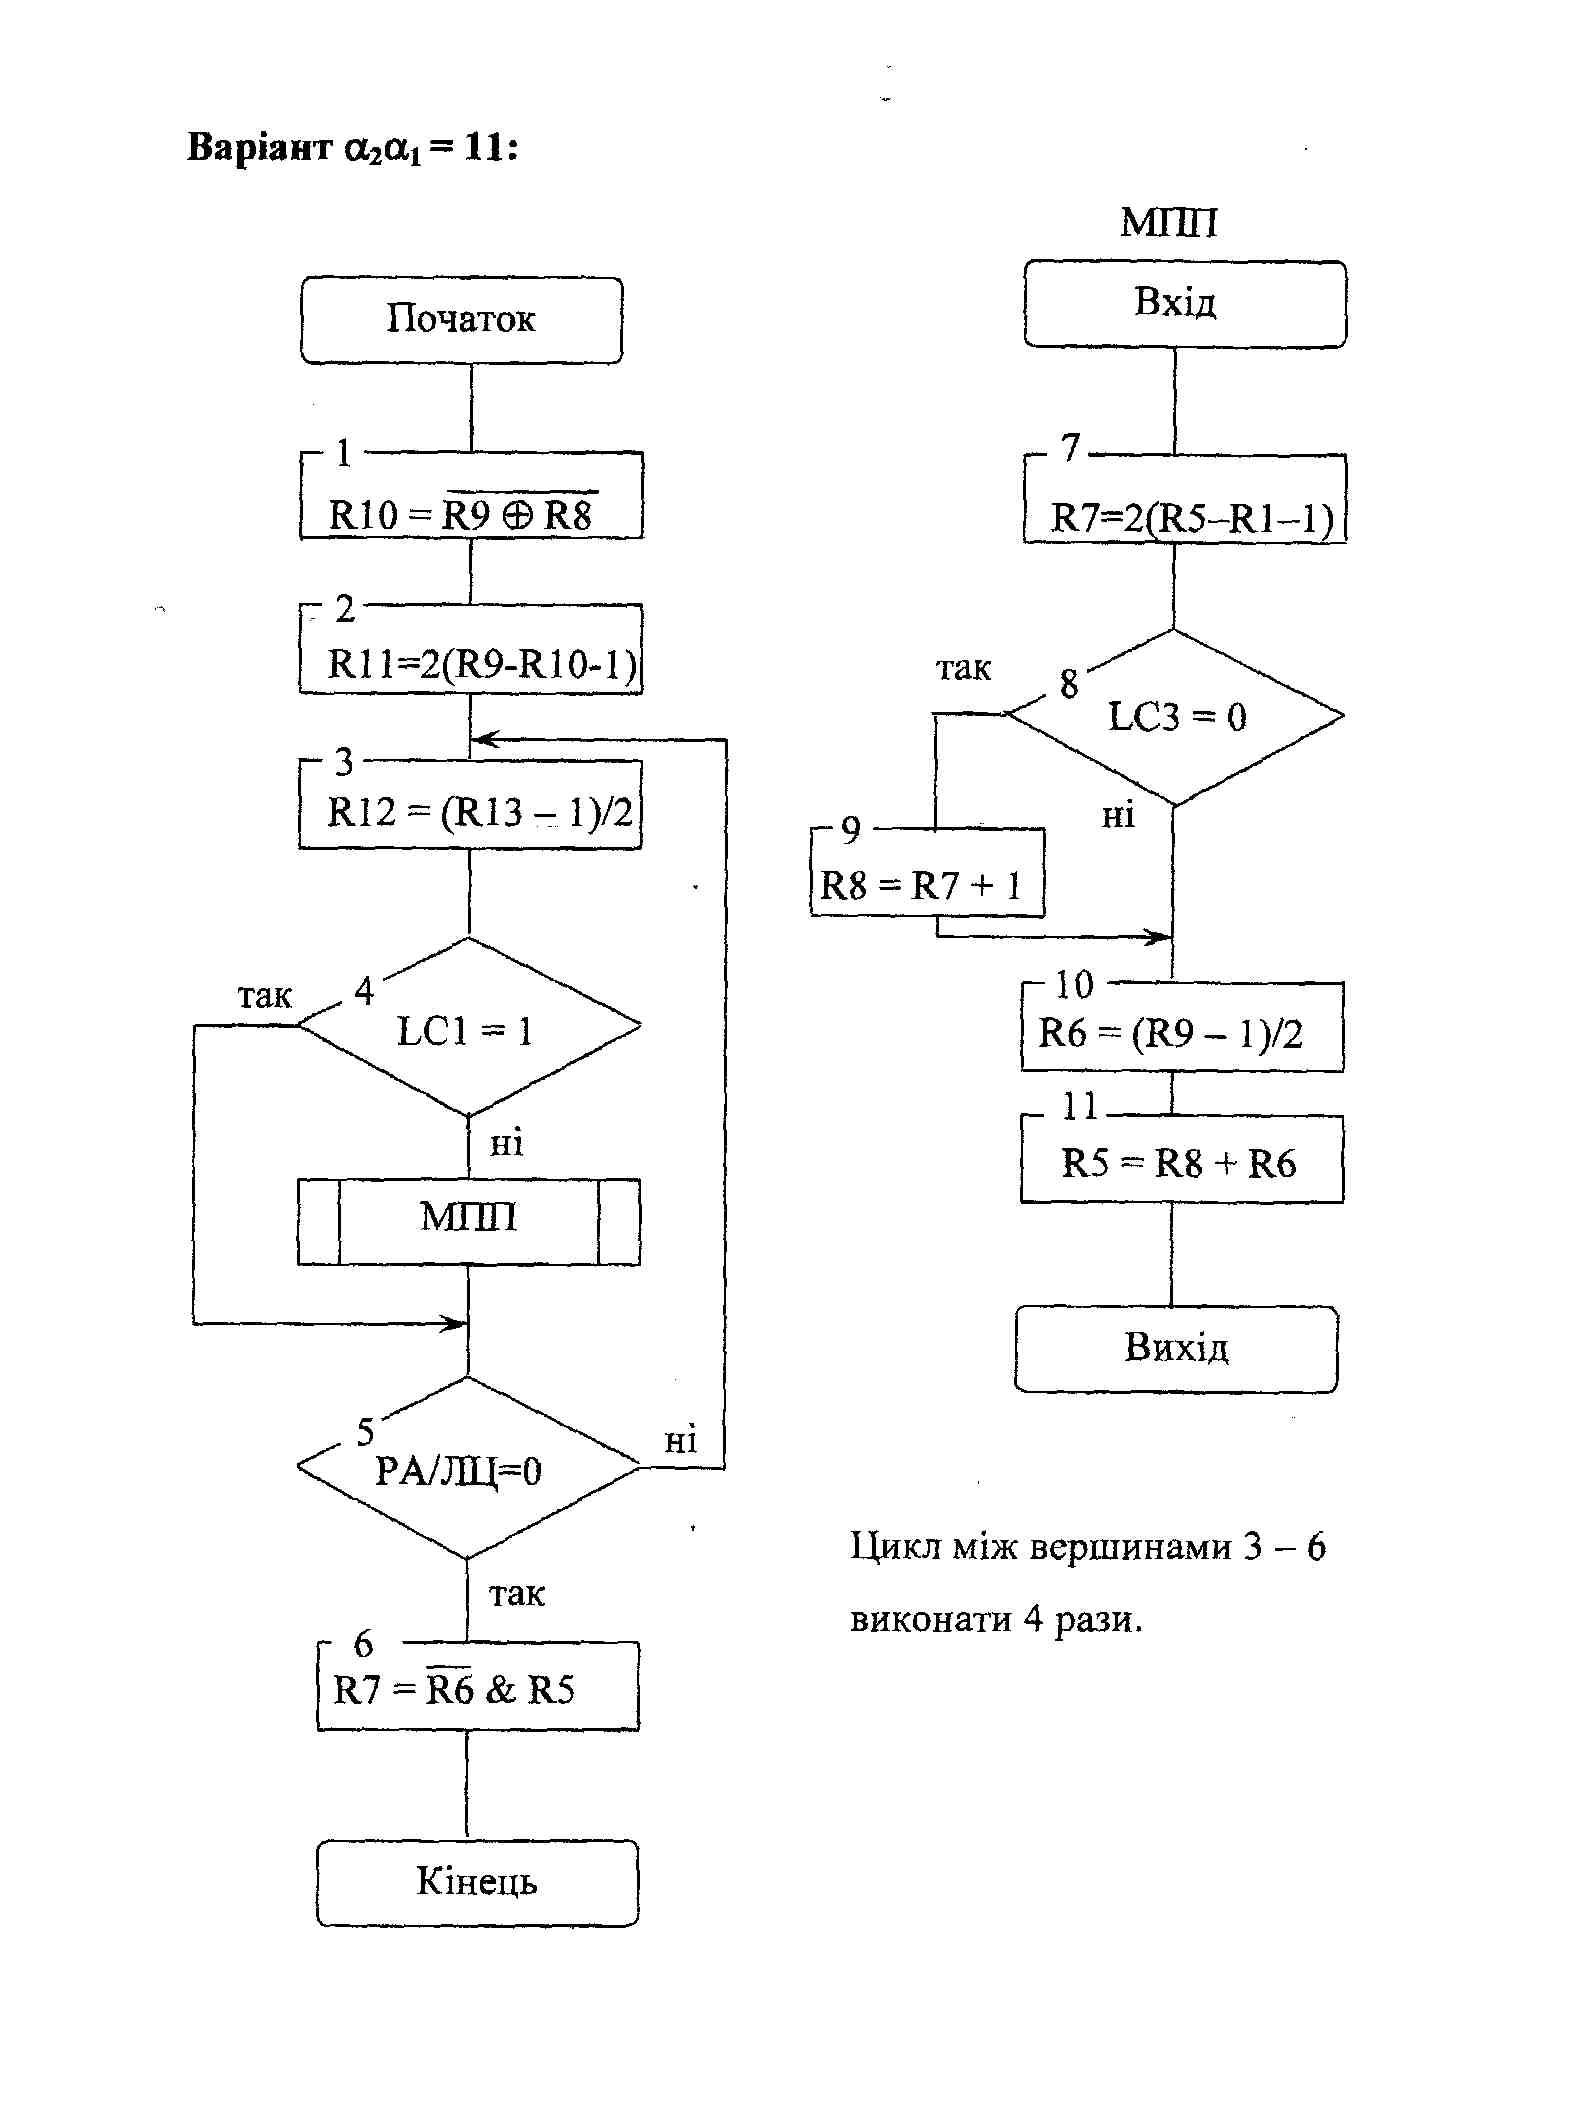 Варіант α₂α₁ = 11:
Початок
1
R10 = \overline{R9 ⊕ R8}
2
R11=2(R9-R10-1)
3
R12 = (R13 – 1)/2
4
так
LC1 = 1
ні
МПП
5
ні
РА/ЛЦ=0
так
6
R7 = \overline{R6} & R5
Кінець
МПП
Вхід
7
R7=2(R5–R1–1)
так
8
LC3 = 0
ні
9
R8 = R7 + 1
10
R6 = (R9 – 1)/2
11
R5 = R8 + R6
Вихід
Цикл між вершинами 3 – 6
виконати 4 рази.